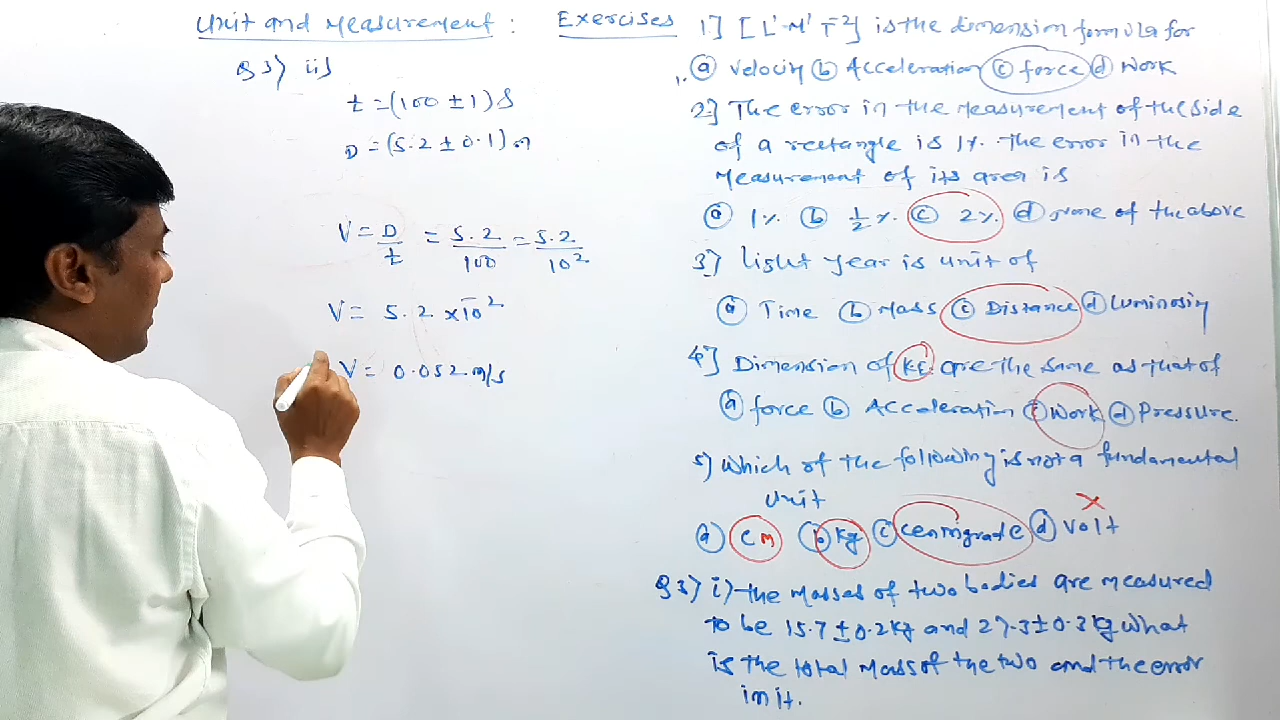 Unit and Measurement : Exercises
Q 3) ii)
t = (100 ± 1) S
D = (5.2 ± 0.1) m
V = D/t = 5.2/100 = 5.2/10²
V = 5.2 × 10⁻²
V = 0.052 m/s
1] [L¹ M¹ T⁻²] is the dimension formula for
a velocity b Acceleration c force d Work
2] The error in the measurement of the side
of a rectangle is 1%. The error in the
Measurement of its area is
a 1%. b 1/2 %. c 2%. d none of the above
3] light year is unit of
a Time b Mass c Distance d Luminosity
4] Dimension of K.E. are the same as that of
a force b Acceleration c Work d Pressure.
5) Which of the following is not a fundamental
unit
a cm b kg c centigrade d Volt
Q 3) i) the Masses of two bodies are measured
to be 15.7 ± 0.2 kg and 27.3 ± 0.3 kg what
is the total Mass of the two and the error
in it.